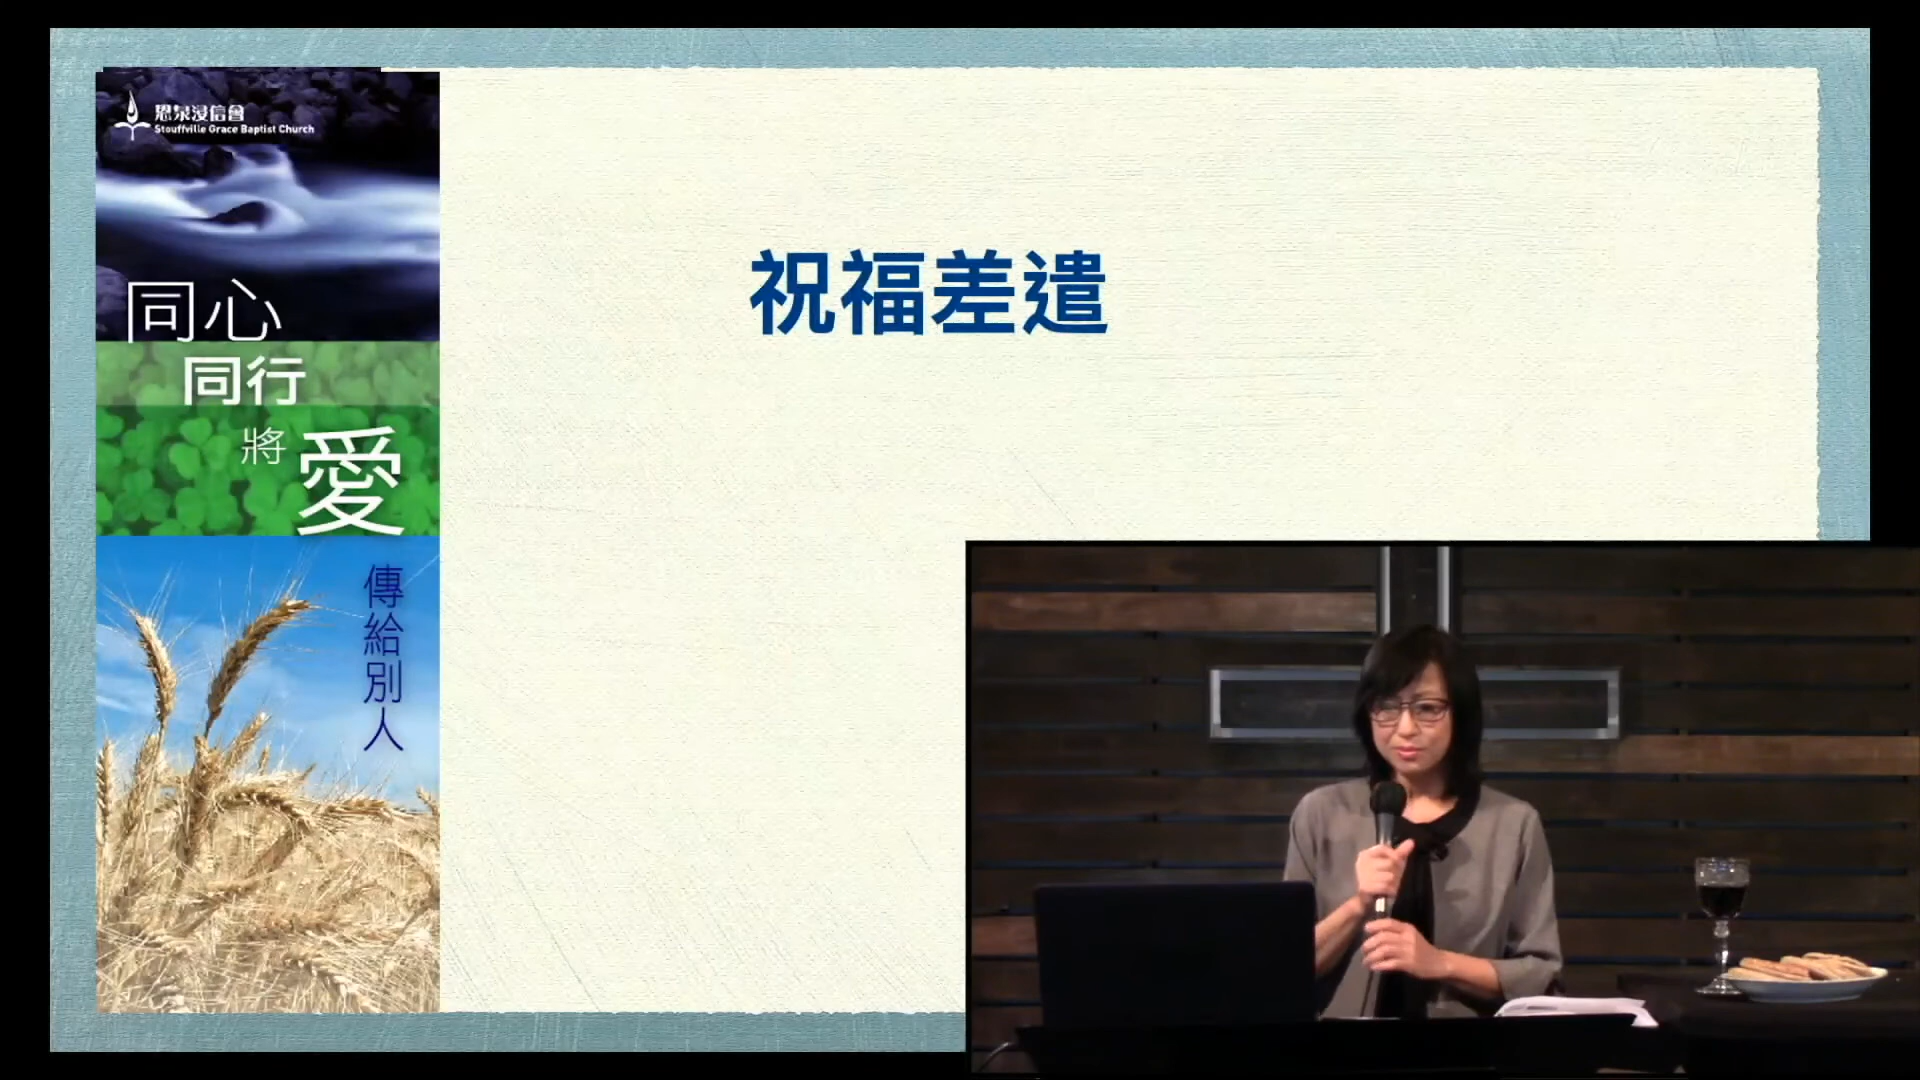 恩泉浸信會
Stouffville Grace Baptist Church
同心
同行
將愛
傳給別人
祝福差遣